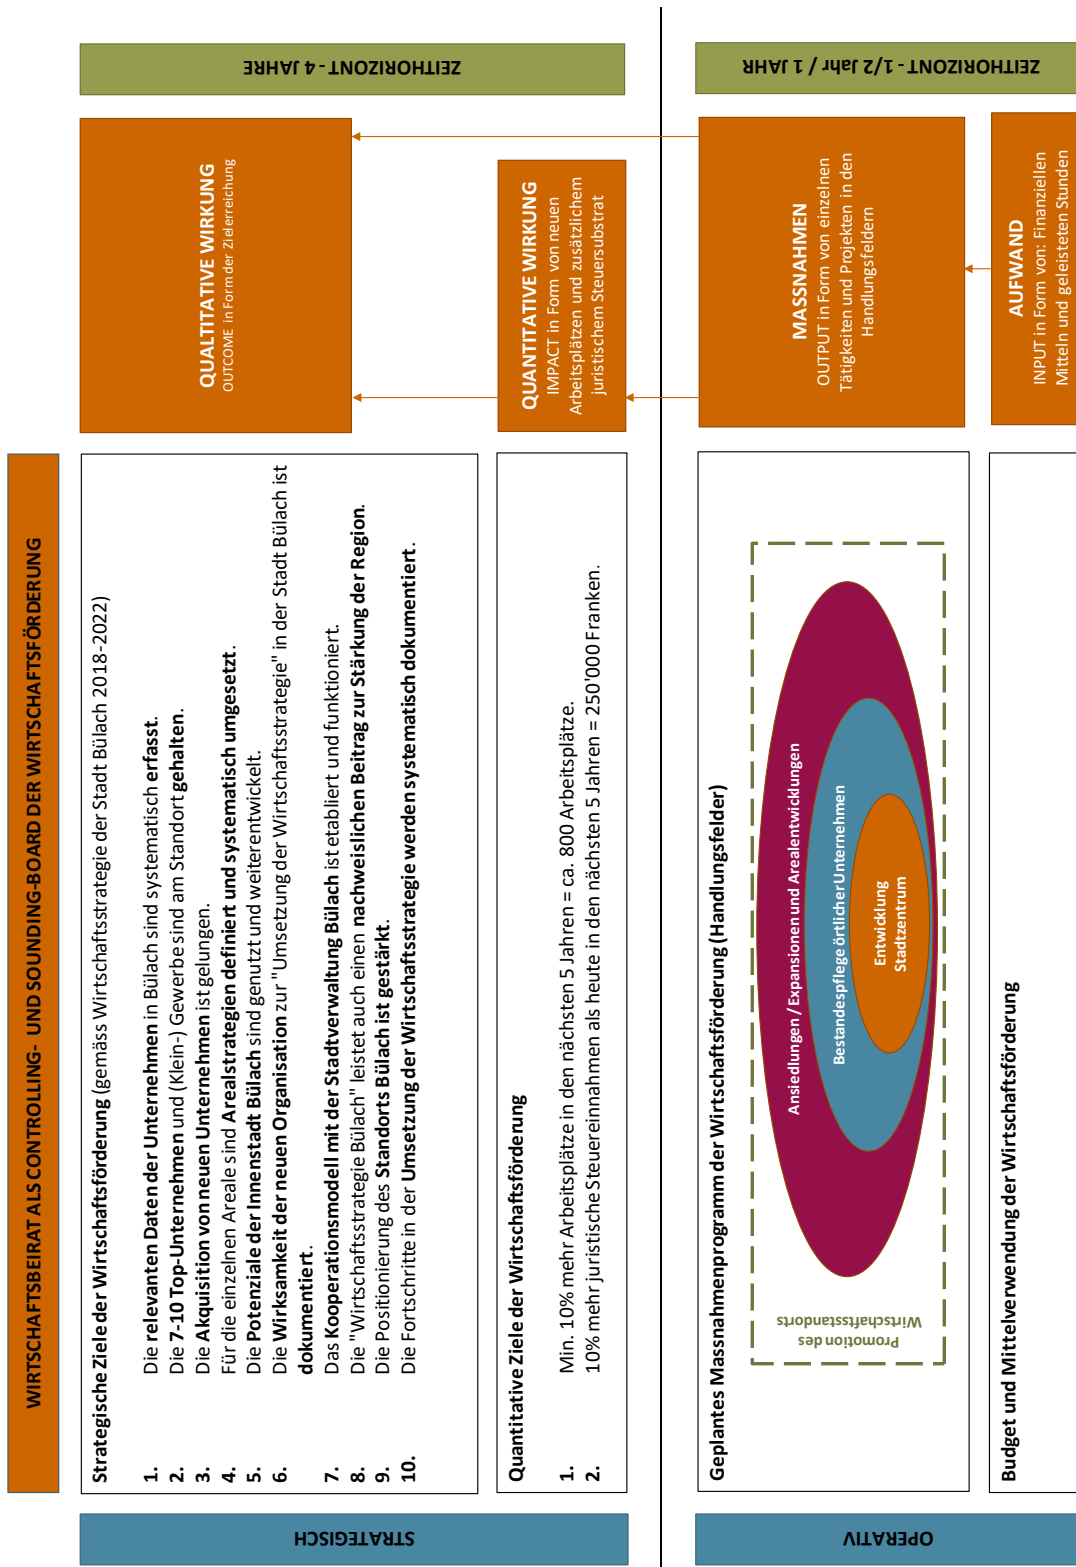 WIRTSCHAFTSBEIRAT ALS CONTROLLING- UND SOUNDING-BOARD DER WIRTSCHAFTSFÖRDERUNG
STRATEGISCH
Strategische Ziele der Wirtschaftsförderung (gemäss Wirtschaftsstrategie der Stadt Bülach 2018-2022)
1. Die relevanten Daten der Unternehmen in Bülach sind systematisch erfasst.
2. Die 7-10 Top-Unternehmen und (Klein-) Gewerbe sind am Standort gehalten.
3. Die Akquisition von neuen Unternehmen ist gelungen.
4. Für die einzelnen Areale sind Arealstrategien definiert und systematisch umgesetzt.
5. Die Potenziale der Innenstadt Bülach sind genutzt und weiterentwickelt.
6. Die Wirksamkeit der neuen Organisation zur "Umsetzung der Wirtschaftsstrategie" in der Stadt Bülach ist
dokumentiert.
7. Das Kooperationsmodell mit der Stadtverwaltung Bülach ist etabliert und funktioniert.
8. Die "Wirtschaftsstrategie Bülach" leistet auch einen nachweislichen Beitrag zur Stärkung der Region.
9. Die Positionierung des Standorts Bülach ist gestärkt.
10. Die Fortschritte in der Umsetzung der Wirtschaftsstrategie werden systematisch dokumentiert.
QUALTITATIVE WIRKUNG
OUTCOME in Form der Zielerreichung
ZEITHORIZONT - 4 JAHRE
Quantitative Ziele der Wirtschaftsförderung
1. Min. 10% mehr Arbeitsplätze in den nächsten 5 Jahren = ca. 800 Arbeitsplätze.
2. 10% mehr juristische Steuereinnahmen als heute in den nächsten 5 Jahren = 250'000 Franken.
QUANTITATIVE WIRKUNG
IMPACT in Form von neuen
Arbeitsplätzen und zusätzlichem
juristischem Steuersubstrat
OPERATIV
Geplantes Massnahmenprogramm der Wirtschaftsförderung (Handlungsfelder)
Promotion des
Wirtschaftsstandorts
Ansiedlungen / Expansionen und Arealentwicklungen
Bestandespflege örtlicher Unternehmen
Entwicklung
Stadtzentrum
MASSNAHMEN
OUTPUT in Form von einzelnen
Tätigkeiten und Projekten in den
Handlungsfeldern
ZEITHORIZONT - 1/2 Jahr / 1 JAHR
Budget und Mittelverwendung der Wirtschaftsförderung
AUFWAND
INPUT in Form von: Finanziellen
Mitteln und geleisteten Stunden